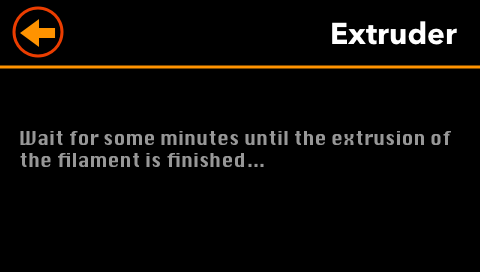 Extruder
Wait for some minutes until the extrusion of
the filament is finished...